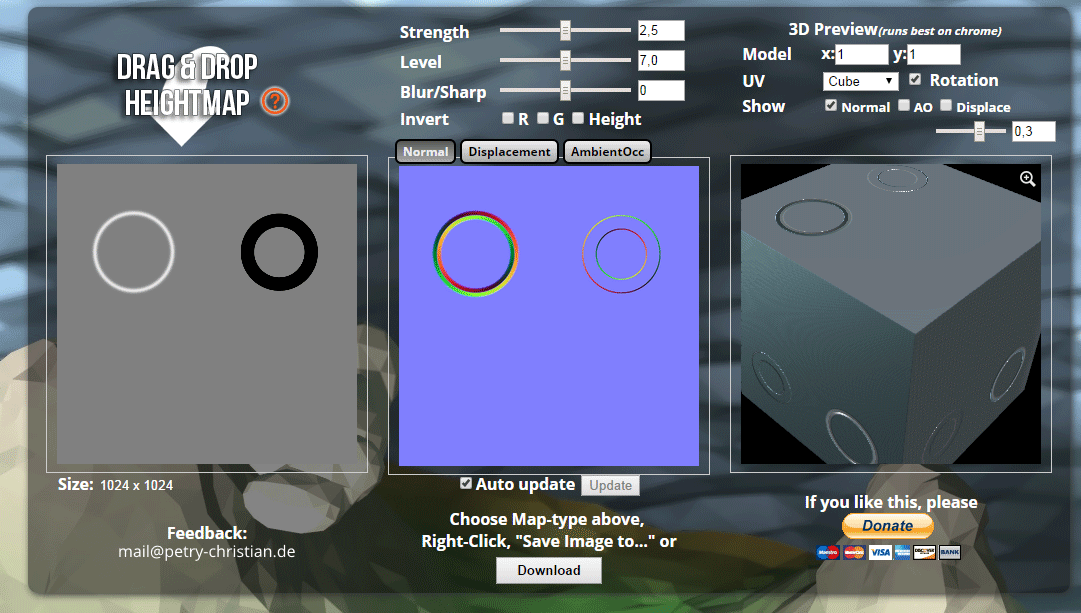 DRAG & DROP
HEIGHTMAP ?
Strength 2,5
Level 7,0
Blur/Sharp 0
Invert R G Height
3D Preview(runs best on chrome)
Model x:1 y:1
UV Cube Rotation
Show Normal AO Displace
0,3
Normal Displacement AmbientOcc
Size: 1024 x 1024
Feedback:
mail@petry-christian.de
Auto update Update
Choose Map-type above,
Right-Click, "Save Image to..." or
Download
If you like this, please
Donate
Maestro MasterCard VISA DISCOVER BANK